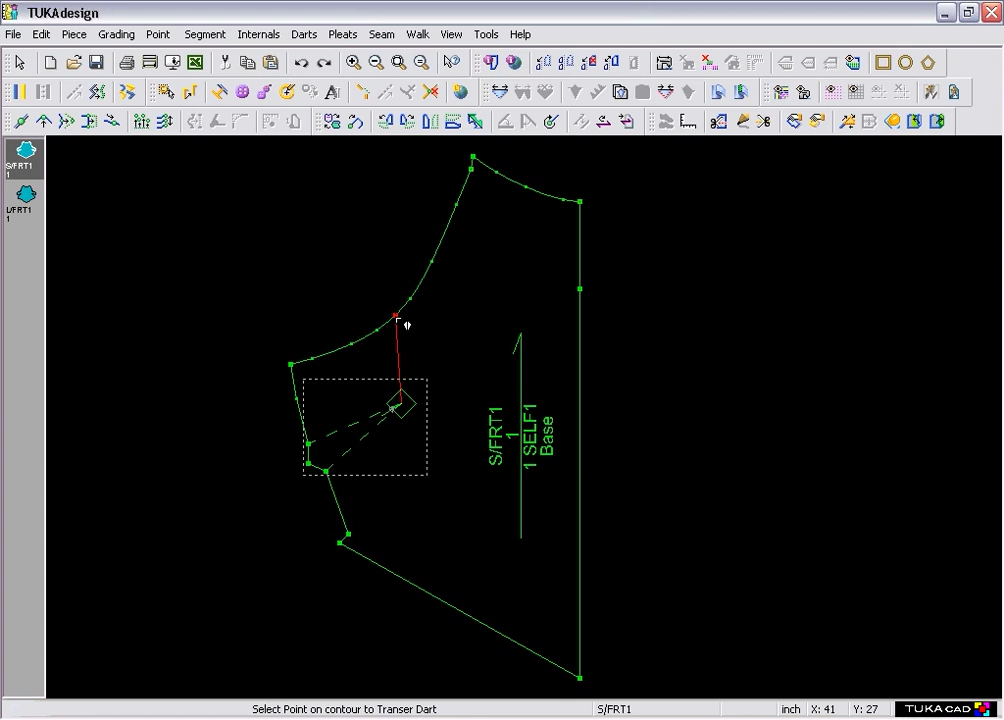 TUKAdesign
File Edit Piece Grading Point Segment Internals Darts Pleats Seam Walk View Tools Help
S/FRT1
1
L/FRT1
1
S/FRT1
1
1 SELF1
Base
Select Point on contour to Transer Dart S/FRT1 inch X: 41 Y: 27 TUKACAD